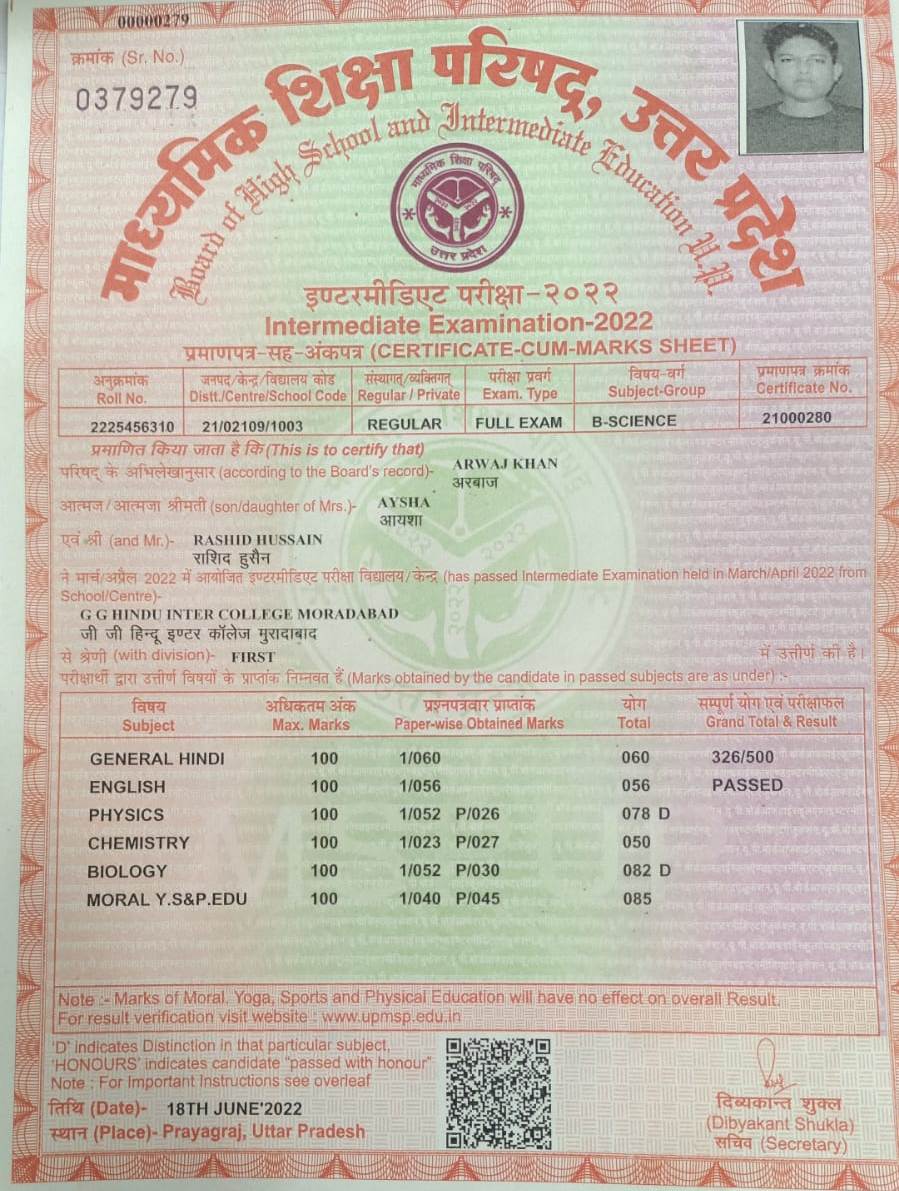 00000279
क्रमांक (Sr. No.)
0379279
माध्यमिक शिक्षा परिषद्, उत्तर प्रदेश
Board of High School and Intermediate Education U.P.
माध्यमिक शिक्षा परिषद्
उत्तर प्रदेश
इण्टरमीडिएट परीक्षा-२०२२
Intermediate Examination-2022
प्रमाणपत्र-सह-अंकपत्र (CERTIFICATE-CUM-MARKS SHEET)
अनुक्रमांक जनपद/केन्द्र/विद्यालय कोड संस्थागत/व्यक्तिगत परीक्षा प्रवर्ग विषय-वर्ग प्रमाणपत्र क्रमांक
Roll No. Distt./Centre/School Code Regular / Private Exam. Type Subject-Group Certificate No.
2225456310 21/02109/1003 REGULAR FULL EXAM B-SCIENCE 21000280
प्रमाणित किया जाता है कि (This is to certify that)
परिषद के अभिलेखानुसार (according to the Board's record)- ARWAJ KHAN
अरबाज
आत्मज/आत्मजा श्रीमती (son/daughter of Mrs.)- AYSHA
आयशा
एवं श्री (and Mr.)- RASHID HUSSAIN
राशिद हुसैन
ने मार्च/अप्रैल 2022 में आयोजित इण्टरमीडिएट परीक्षा विद्यालय/केन्द्र (has passed Intermediate Examination held in March/April 2022 from
School/Centre)-
G G HINDU INTER COLLEGE MORADABAD
जी जी हिन्दू इण्टर कॉलेज मुरादाबाद
से श्रेणी (with division)- FIRST में उत्तीर्ण की है।
परीक्षार्थी द्वारा उत्तीर्ण विषयों के प्राप्तांक निम्नवत हैं (Marks obtained by the candidate in passed subjects are as under) :-
विषय अधिकतम अंक प्रश्नपत्रवार प्राप्तांक योग सम्पूर्ण योग एवं परीक्षाफल
Subject Max. Marks Paper-wise Obtained Marks Total Grand Total & Result
GENERAL HINDI 100 1/060 060 326/500
ENGLISH 100 1/056 056 PASSED
PHYSICS 100 1/052 P/026 078 D
CHEMISTRY 100 1/023 P/027 050
BIOLOGY 100 1/052 P/030 082 D
MORAL Y.S&P.EDU 100 1/040 P/045 085
Note :- Marks of Moral, Yoga, Sports and Physical Education will have no effect on overall Result.
For result verification visit website : www.upmsp.edu.in
'D' indicates Distinction in that particular subject,
'HONOURS' indicates candidate "passed with honour"
Note : For Important Instructions see overleaf
तिथि (Date)- 18TH JUNE'2022
स्थान (Place)- Prayagraj, Uttar Pradesh
दिव्यकान्त शुक्ल
(Dibyakant Shukla)
सचिव (Secretary)